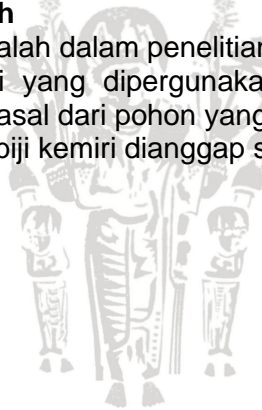 h
alah dalam penelitian
i yang dipergunaka
asal dari pohon yang
biji kemiri dianggap s